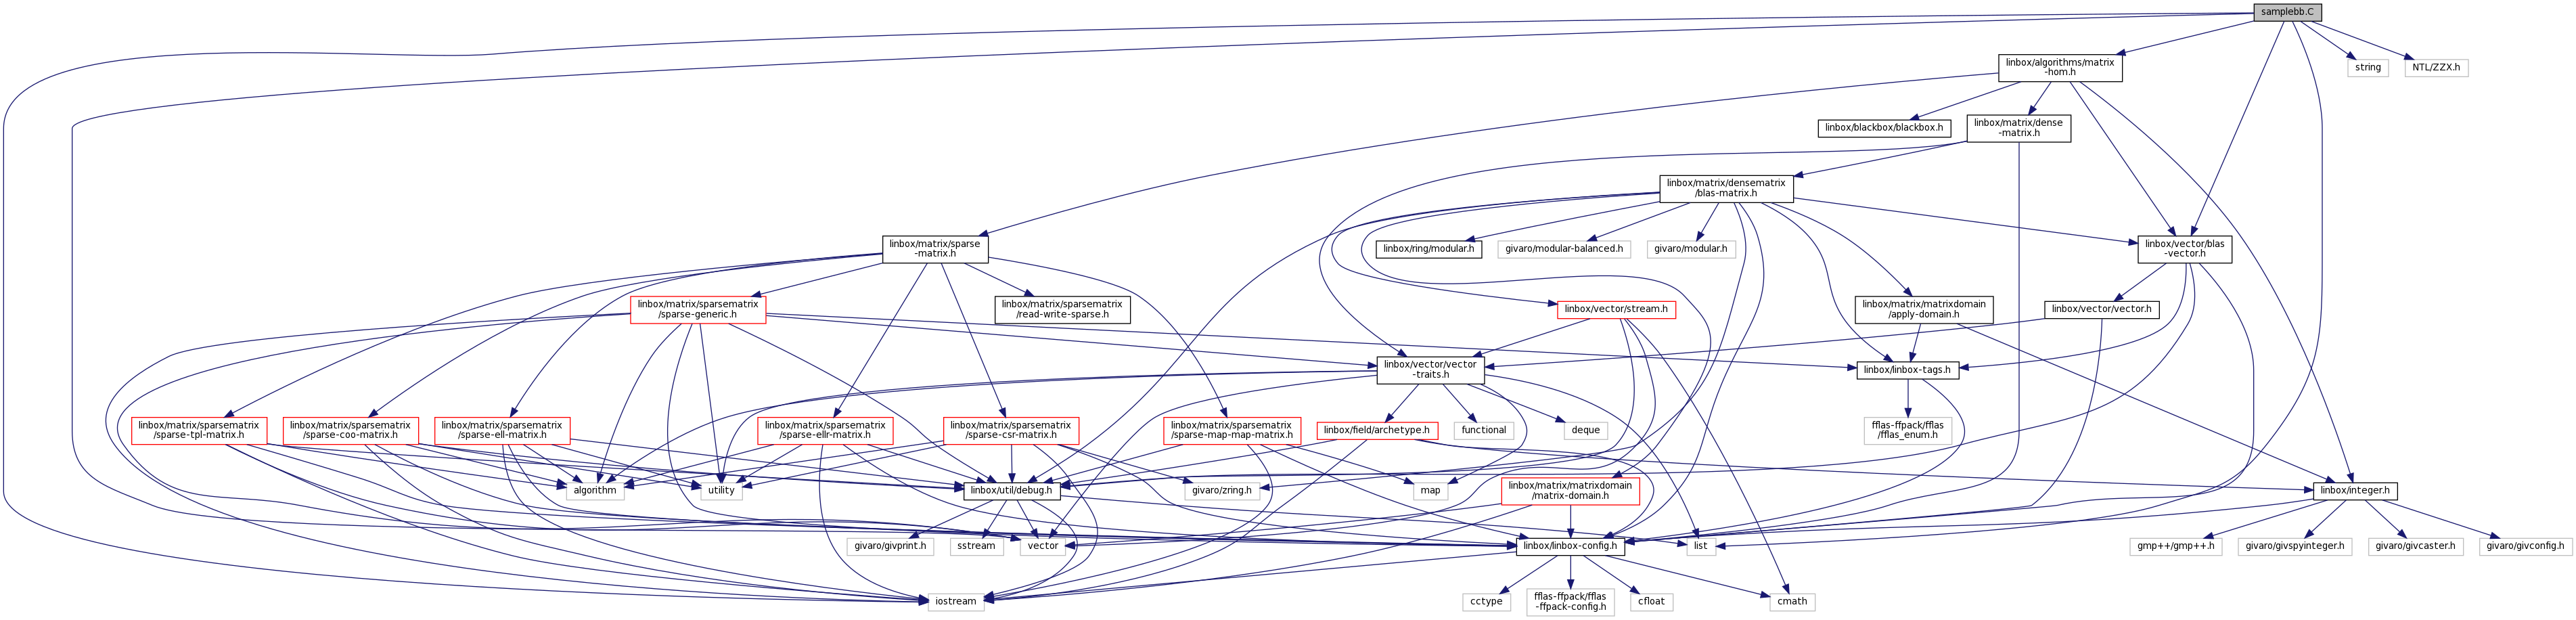 samplebb.C
linbox/algorithms/matrix
-hom.h
string
NTL/ZZX.h
linbox/blackbox/blackbox.h
linbox/matrix/dense
-matrix.h
linbox/matrix/densematrix
/blas-matrix.h
linbox/matrix/sparse
-matrix.h
linbox/ring/modular.h
givaro/modular-balanced.h
givaro/modular.h
linbox/vector/blas
-vector.h
linbox/matrix/sparsematrix
/sparse-generic.h
linbox/matrix/sparsematrix
/read-write-sparse.h
linbox/vector/stream.h
linbox/matrix/matrixdomain
/apply-domain.h
linbox/vector/vector.h
linbox/vector/vector
-traits.h
linbox/linbox-tags.h
linbox/matrix/sparsematrix
/sparse-tpl-matrix.h
linbox/matrix/sparsematrix
/sparse-coo-matrix.h
linbox/matrix/sparsematrix
/sparse-ell-matrix.h
linbox/matrix/sparsematrix
/sparse-ellr-matrix.h
linbox/matrix/sparsematrix
/sparse-csr-matrix.h
linbox/matrix/sparsematrix
/sparse-map-map-matrix.h
linbox/field/archetype.h
functional
deque
fflas-ffpack/fflas
/fflas_enum.h
algorithm
utility
linbox/util/debug.h
givaro/zring.h
map
linbox/matrix/matrixdomain
/matrix-domain.h
linbox/integer.h
givaro/givprint.h
sstream
vector
linbox/linbox-config.h
list
gmp++/gmp++.h
givaro/givspyinteger.h
givaro/givcaster.h
givaro/givconfig.h
iostream
cctype
fflas-ffpack/fflas
-ffpack-config.h
cfloat
cmath